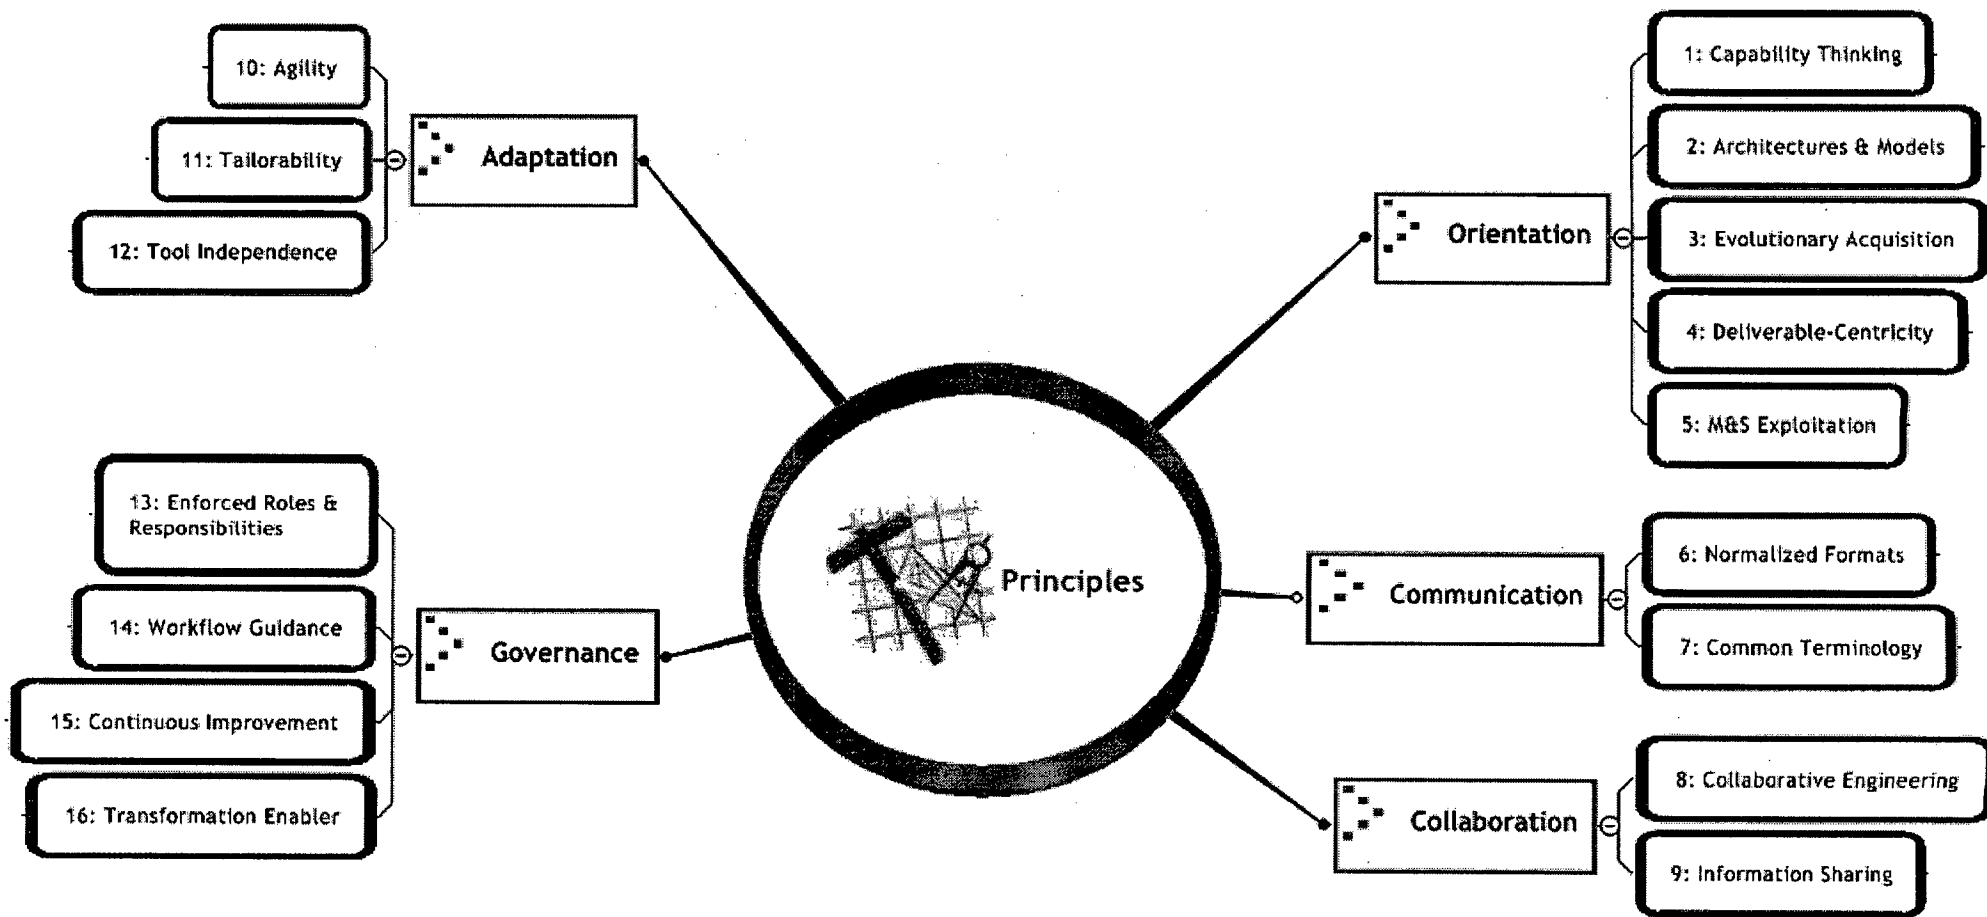 Principles
Orientation
1: Capability Thinking
2: Architectures & Models
3: Evolutionary Acquisition
4: Deliverable-Centricity
5: M&S Exploitation
Communication
6: Normalized Formats
7: Common Terminology
Collaboration
8: Collaborative Engineering
9: Information Sharing
Adaptation
10: Agility
11: Tailorability
12: Tool Independence
Governance
13: Enforced Roles &
Responsibilities
14: Workflow Guidance
15: Continuous Improvement
16: Transformation Enabler